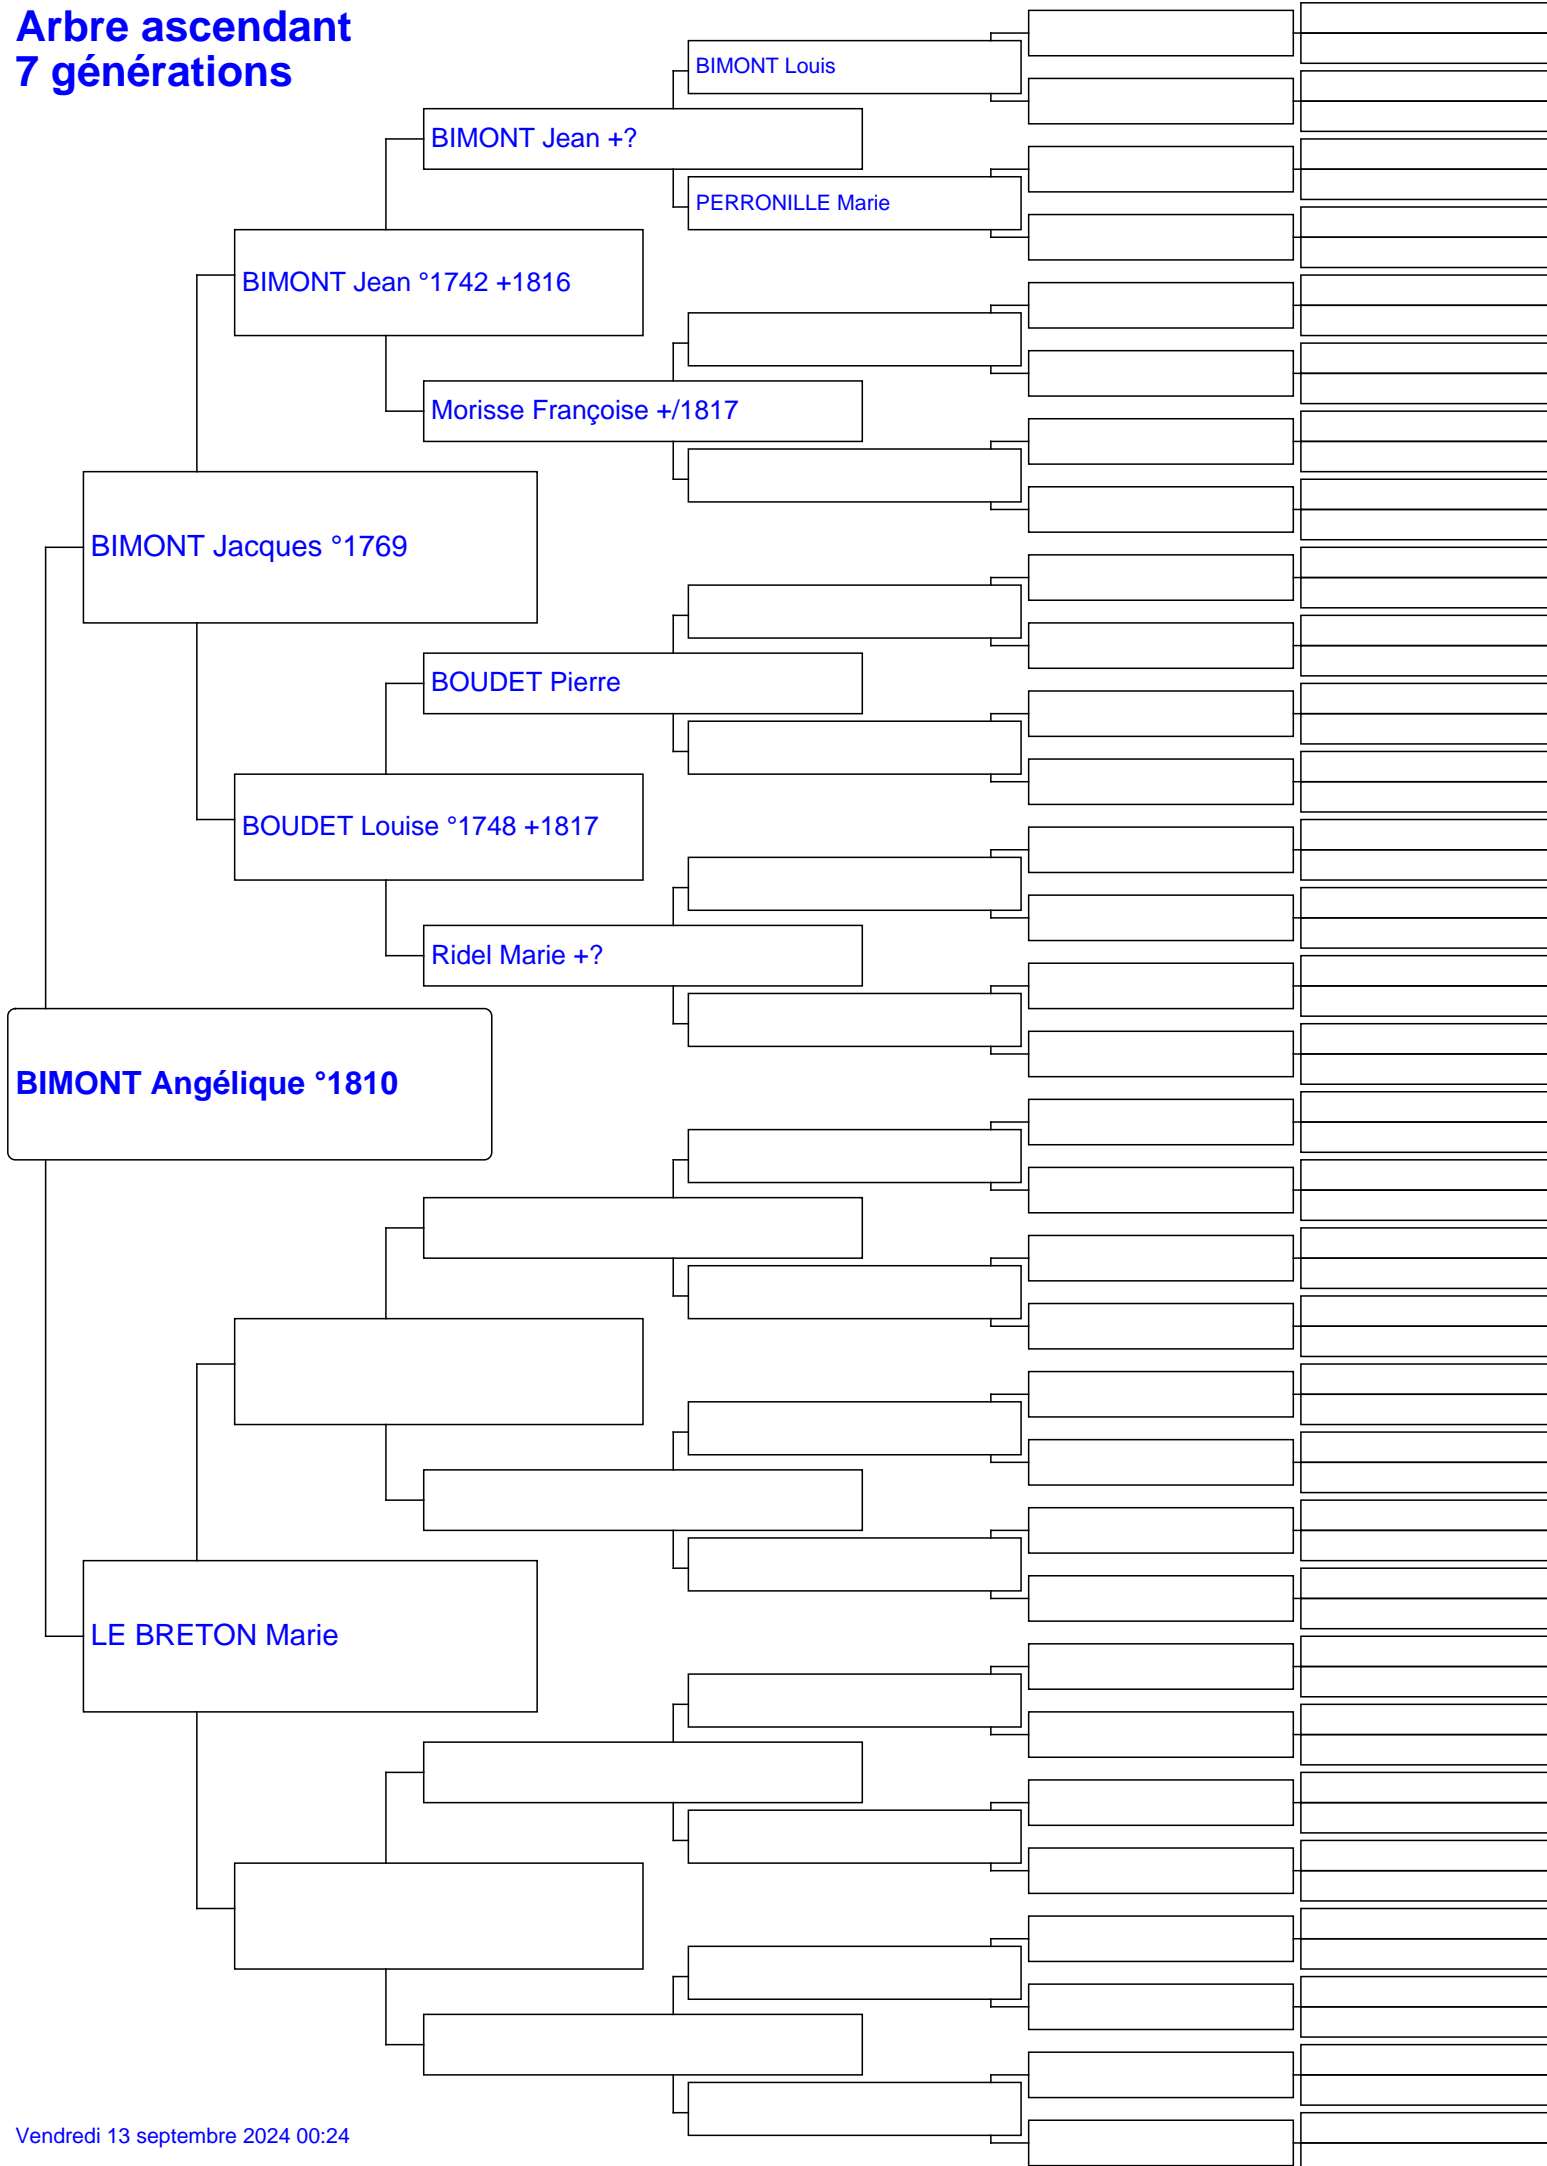 Arbre ascendant
7 générations
BIMONT Louis
BIMONT Jean +?
PERRONILLE Marie
BIMONT Jean °1742 +1816
Morisse Françoise +/1817
BIMONT Jacques °1769
BOUDET Pierre
BOUDET Louise °1748 +1817
Ridel Marie +?
BIMONT Angélique °1810
LE BRETON Marie
Vendredi 13 septembre 2024 00:24